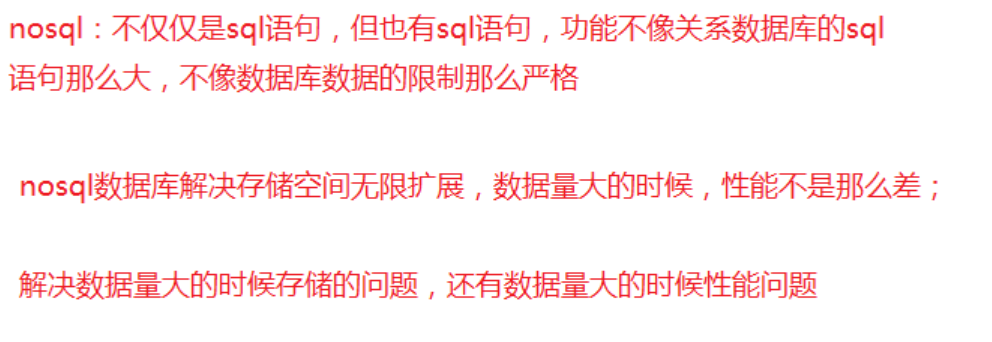 nosql：不仅仅是sql语句，但也有sql语句，功能不像关系数据库的sql
语句那么大，不像数据库数据的限制那么严格
nosql数据库解决存储空间无限扩展，数据量大的时候，性能不是那么差；
解决数据量大的时候存储的问题，还有数据量大的时候性能问题